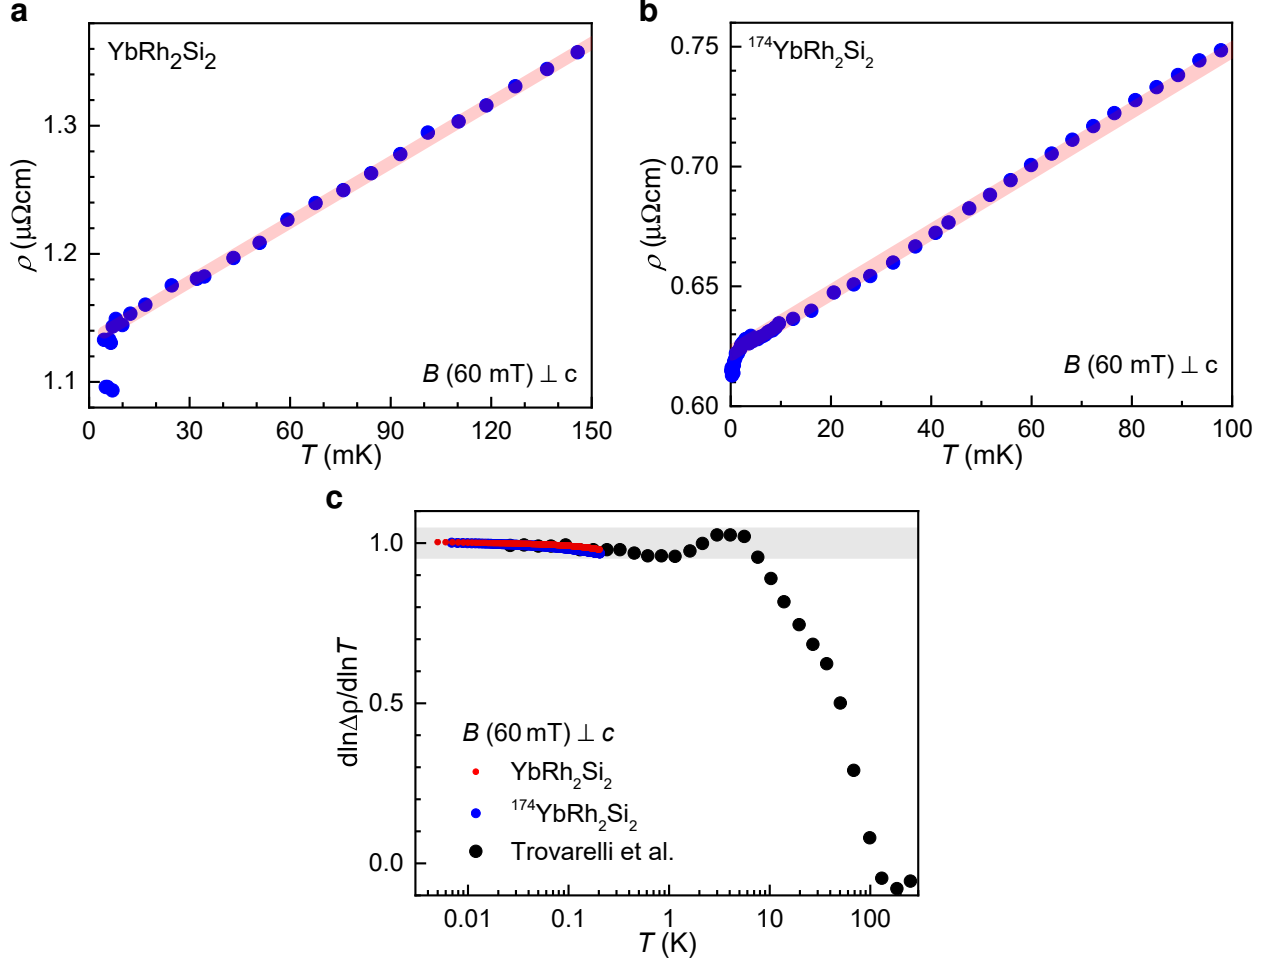 a
YbRh2Si2
1.3
1.2
1.1
ρ (μΩcm)
B (60 mT) ⊥ c
0 30 60 90 120 150
T (mK)
b
174YbRh2Si2
0.75
0.70
0.65
0.60
ρ (μΩcm)
B (60 mT) ⊥ c
0 20 40 60 80 100
T (mK)
c
1.0
0.5
0.0
dlnΔρ/dlnT
B (60 mT) ⊥ c
YbRh2Si2
174YbRh2Si2
Trovarelli et al.
0.01 0.1 1 10 100
T (K)